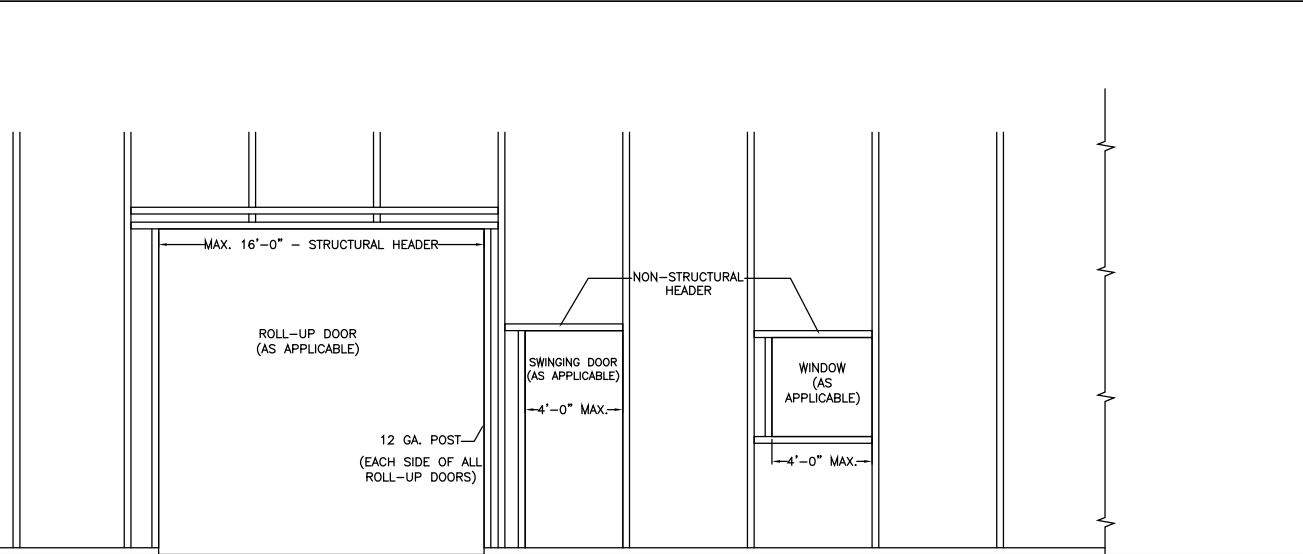 MAX. 16'-0" - STRUCTURAL HEADER
NON-STRUCTURAL
HEADER
ROLL-UP DOOR
(AS APPLICABLE)
SWINGING DOOR
(AS APPLICABLE)
WINDOW
(AS
APPLICABLE)
4'-0" MAX.
12 GA. POST
(EACH SIDE OF ALL
ROLL-UP DOORS)
4'-0" MAX.